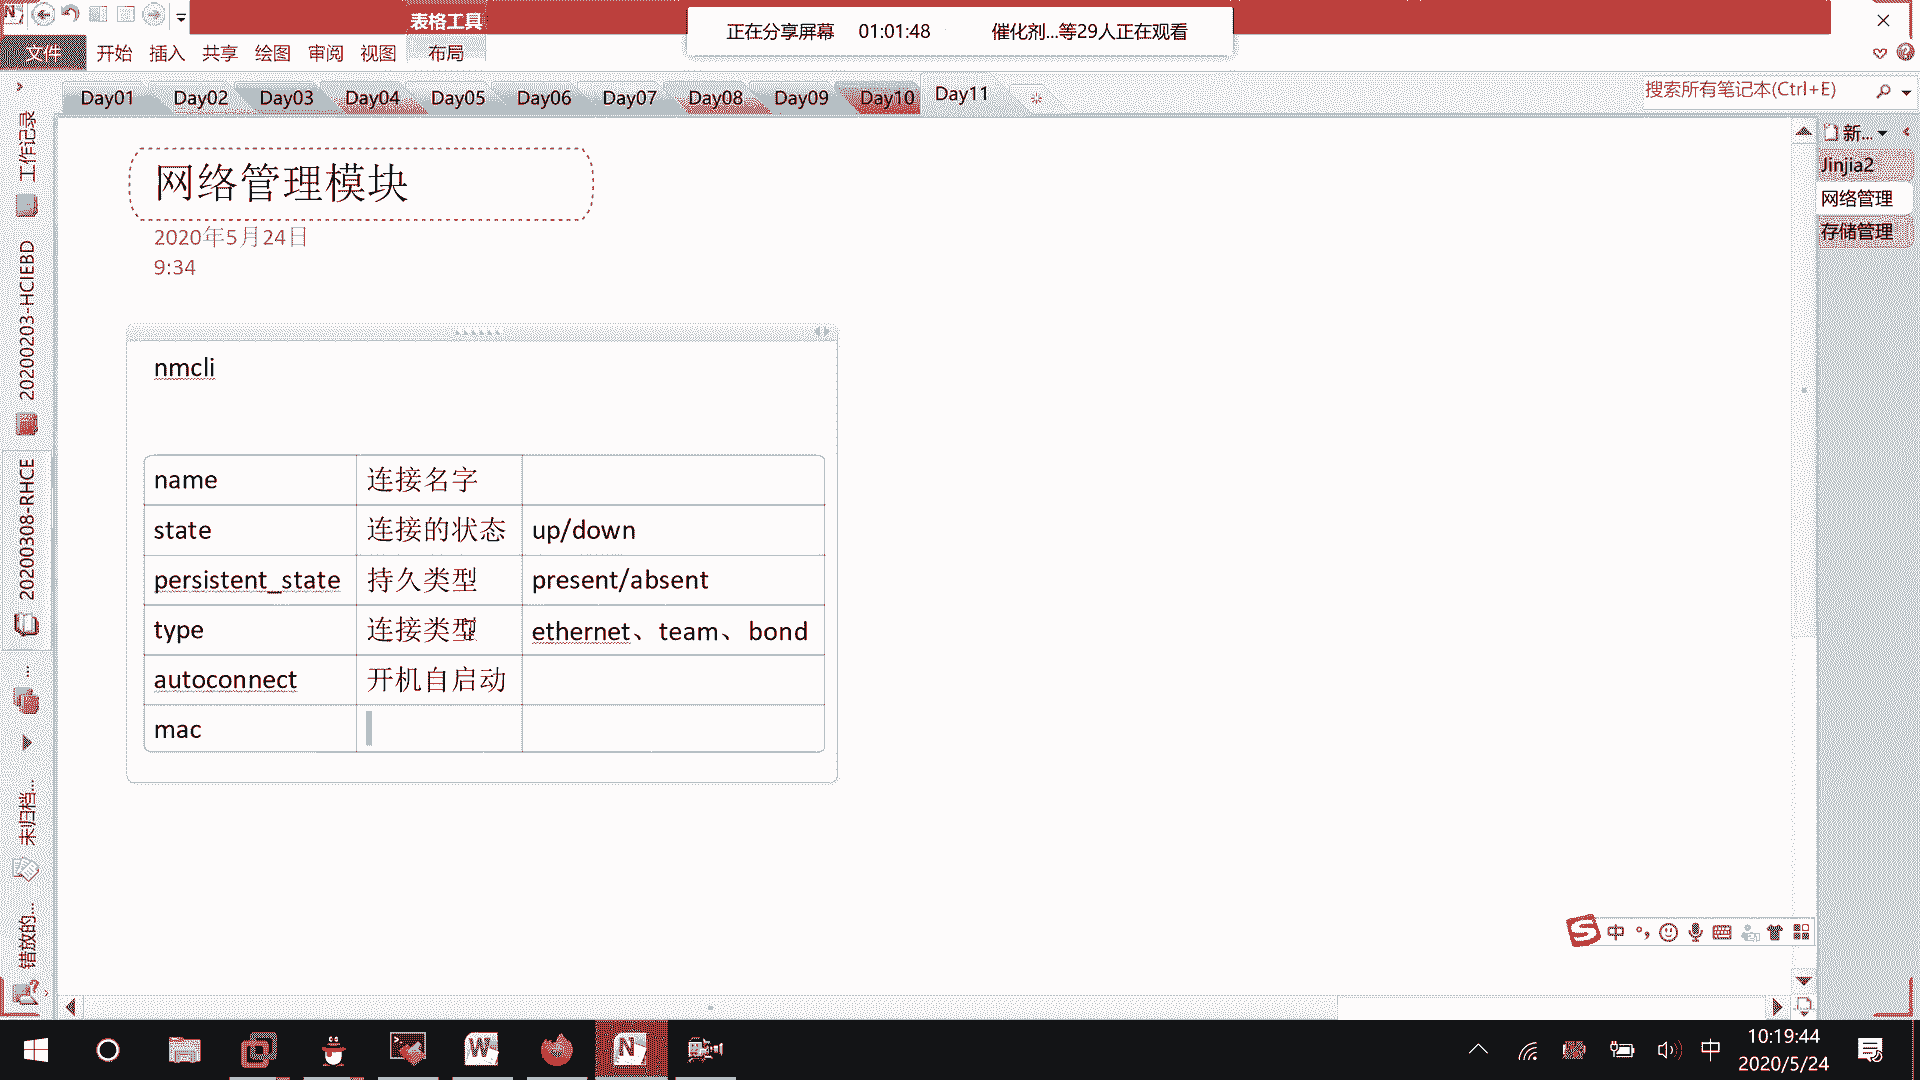 表格工具
正在分享屏幕 01:01:48 催化剂...等29人正在观看
文件 开始 插入 共享 绘图 审阅 视图 布局
Day01 Day02 Day03 Day04 Day05 Day06 Day07 Day08 Day09 Day10 Day11
搜索所有笔记本(Ctrl+E)
工作记录
20200203-HCIEBD
20200308-RHCE
...
未归档...
错放的...
网络管理模块
2020年5月24日
9:34
nmcli
name 连接名字
state 连接的状态 up/down
persistent_state 持久类型 present/absent
type 连接类型 ethernet、team、bond
autoconnect 开机自启动
mac
新...
Jinjia2
网络管理
存储管理
中
中
10:19:44
2020/5/24